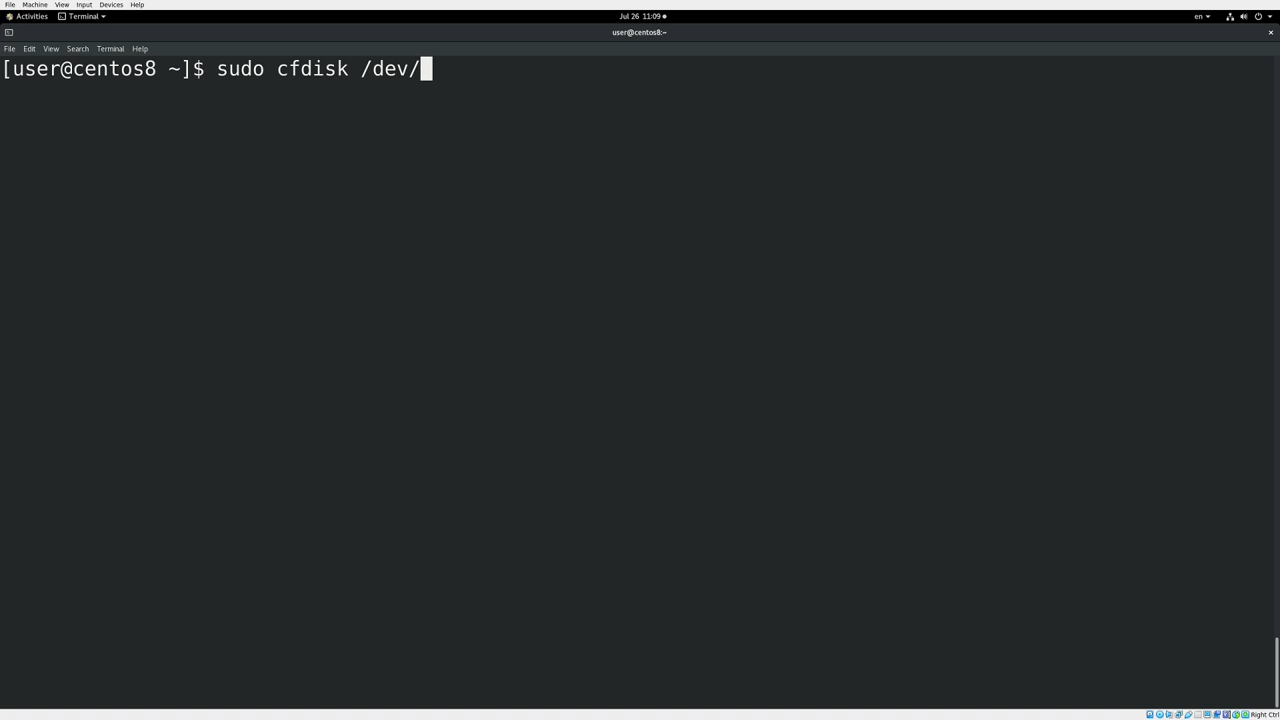 File Machine View Input Devices Help
Activities Terminal Jul 26 11:09 en
user@centos8:~
File Edit View Search Terminal Help
[user@centos8 ~]$ sudo cfdisk /dev/
Right Ctrl